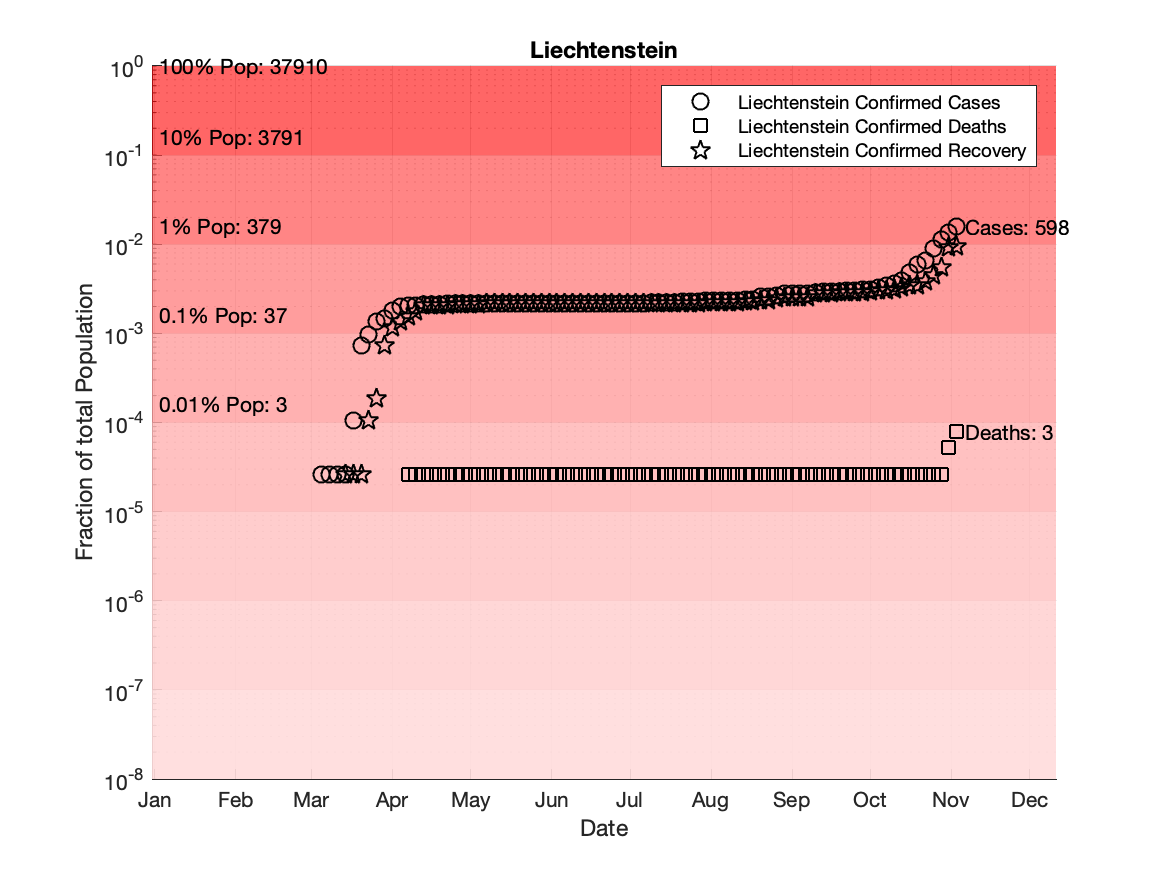 Liechtenstein
Fraction of total Population
10^0
10^-1
10^-2
10^-3
10^-4
10^-5
10^-6
10^-7
10^-8
100% Pop: 37910
10% Pop: 3791
1% Pop: 379
0.1% Pop: 37
0.01% Pop: 3
Liechtenstein Confirmed Cases
Liechtenstein Confirmed Deaths
Liechtenstein Confirmed Recovery
Cases: 598
Deaths: 3
Jan Feb Mar Apr May Jun Jul Aug Sep Oct Nov Dec
Date